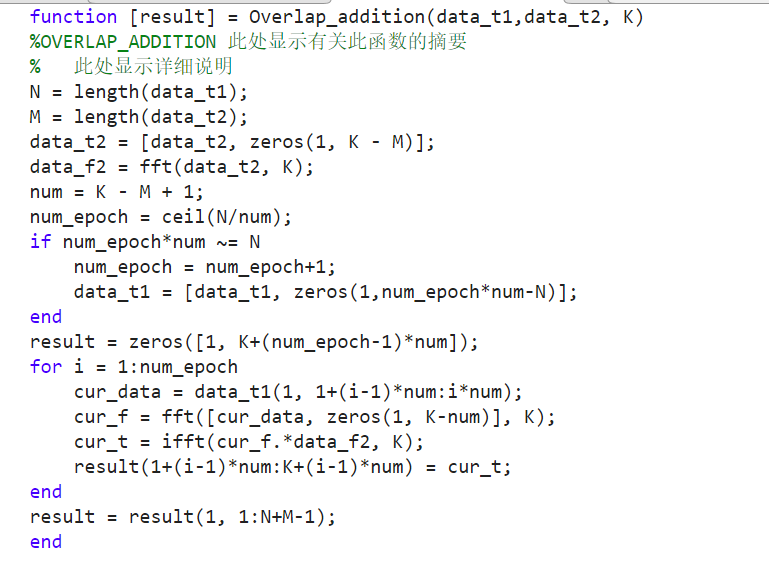 function [result] = Overlap_addition(data_t1,data_t2, K)
%OVERLAP_ADDITION 此处显示有关此函数的摘要
%   此处显示详细说明
N = length(data_t1);
M = length(data_t2);
data_t2 = [data_t2, zeros(1, K - M)];
data_f2 = fft(data_t2, K);
num = K - M + 1;
num_epoch = ceil(N/num);
if num_epoch*num ~= N
    num_epoch = num_epoch+1;
    data_t1 = [data_t1, zeros(1,num_epoch*num-N)];
end
result = zeros([1, K+(num_epoch-1)*num]);
for i = 1:num_epoch
    cur_data = data_t1(1, 1+(i-1)*num:i*num);
    cur_f = fft([cur_data, zeros(1, K-num)], K);
    cur_t = ifft(cur_f.*data_f2, K);
    result(1+(i-1)*num:K+(i-1)*num) = cur_t;
end
result = result(1, 1:N+M-1);
end